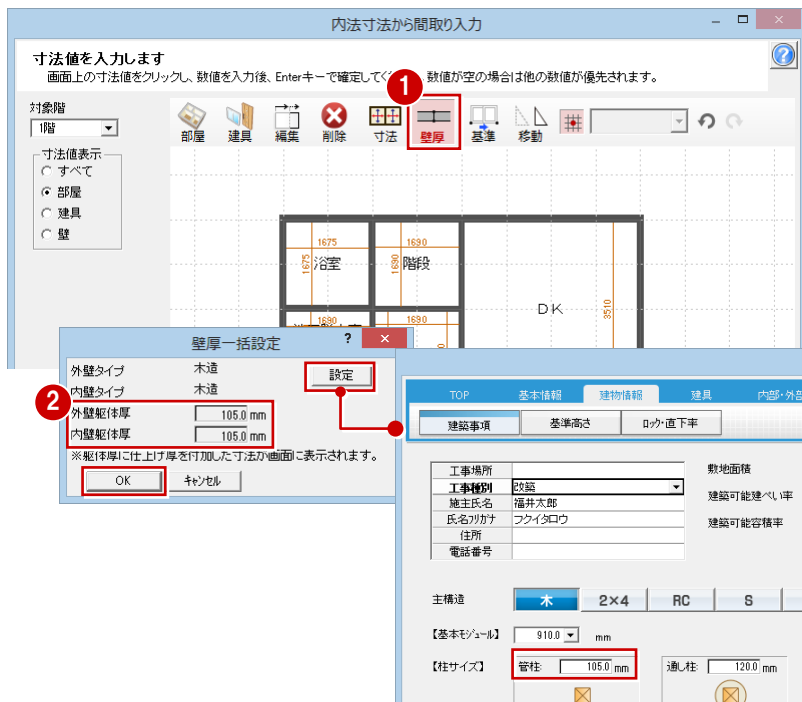 内法寸法から間取り入力
寸法値を入力します
画面上の寸法値をクリックし、数値を入力後、Enterキーで確定してく 数値が空の場合は他の数値が優先されます。
1
対象階
1階
寸法値表示
すべて
部屋
建具
壁
部屋 建具 編集 削除 寸法 壁厚 基準 移動
1675 1690
1675 浴室 1690 階段
DK 3510
1690 1690
壁厚一括設定 ?
外壁タイプ 木造 設定
内壁タイプ 木造
2
外壁躯体厚 105.0 mm
内壁躯体厚 105.0 mm
※躯体厚に仕上げ厚を付加した寸法が画面に表示されます。
OK キャンセル
TOP 基本情報 建物情報 建具 内部・外部
建築事項 基準高さ ロック・直下率
工事場所
工事種別 改築
施主氏名 福井太郎
氏名フリガナ フクイタロウ
住所
電話番号
敷地面積
建築可能建ぺい率
建築可能容積率
主構造 木 2×4 RC S
【基本モジュール】 910.0 mm
【柱サイズ】 管柱: 105.0 mm 通し柱: 120.0 mm